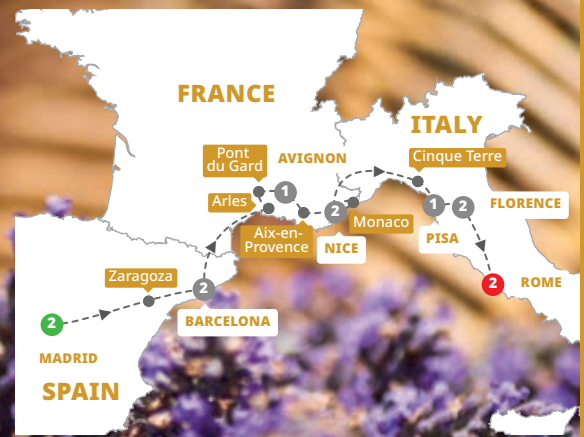 FRANCE
ITALY
Pont
du Gard
AVIGNON
Cinque Terre
1
Arles
2
1
2
FLORENCE
Monaco
Aix-en-
Provence
NICE
PISA
Zaragoza
2
2
ROME
BARCELONA
2
MADRID
SPAIN